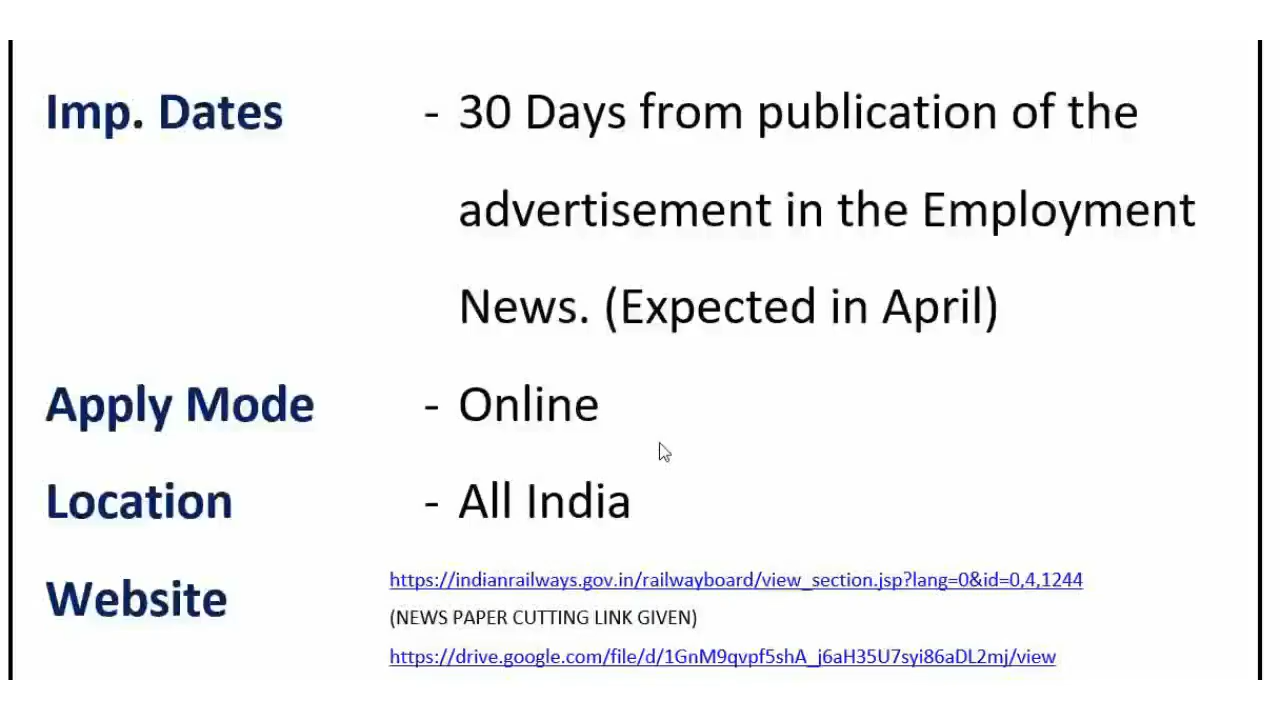 Imp. Dates - 30 Days from publication of the
advertisement in the Employment
News. (Expected in April)
Apply Mode - Online
Location - All India
Website https://indianrailways.gov.in/railwayboard/view_section.jsp?lang=0&id=0,4,1244
(NEWS PAPER CUTTING LINK GIVEN)
https://drive.google.com/file/d/1GnM9qvpf5shA_j6aH35U7syi86aDL2mj/view